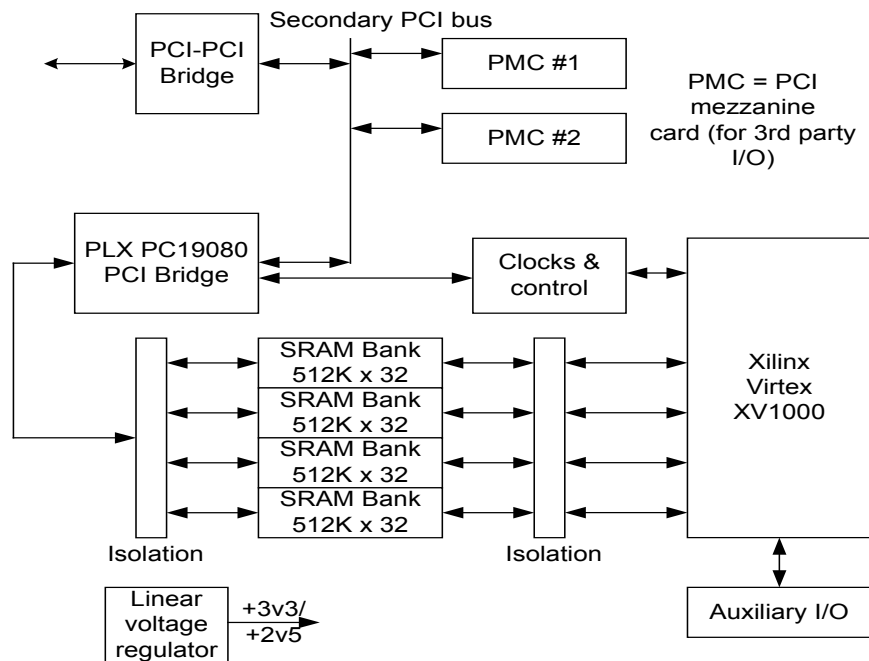 Secondary PCI bus
PCI-PCI
Bridge
PMC #1
PMC #2
PMC = PCI
mezzanine
card (for 3rd party
I/O)
PLX PC19080
PCI Bridge
Clocks &
control
Xilinx
Virtex
XV1000
SRAM Bank
512K x 32
SRAM Bank
512K x 32
SRAM Bank
512K x 32
SRAM Bank
512K x 32
Isolation
Isolation
Linear
voltage
regulator
+3v3/
+2v5
Auxiliary I/O